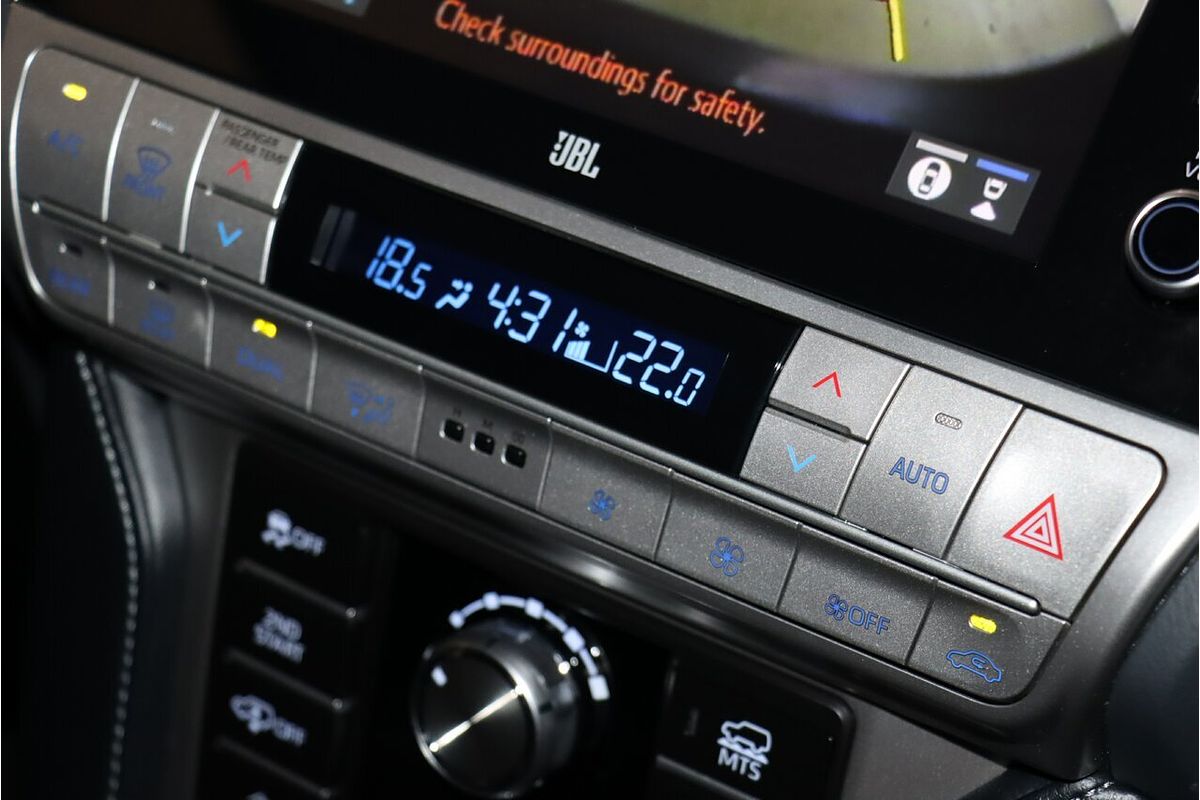 Check surroundings for safety.
JBL
A/C
FRONT
PASSENGER
/ REAR TEMP
18.5
4:31
22.0
DUAL
AUTO
OFF
OFF
2ND
START
OFF
MTS